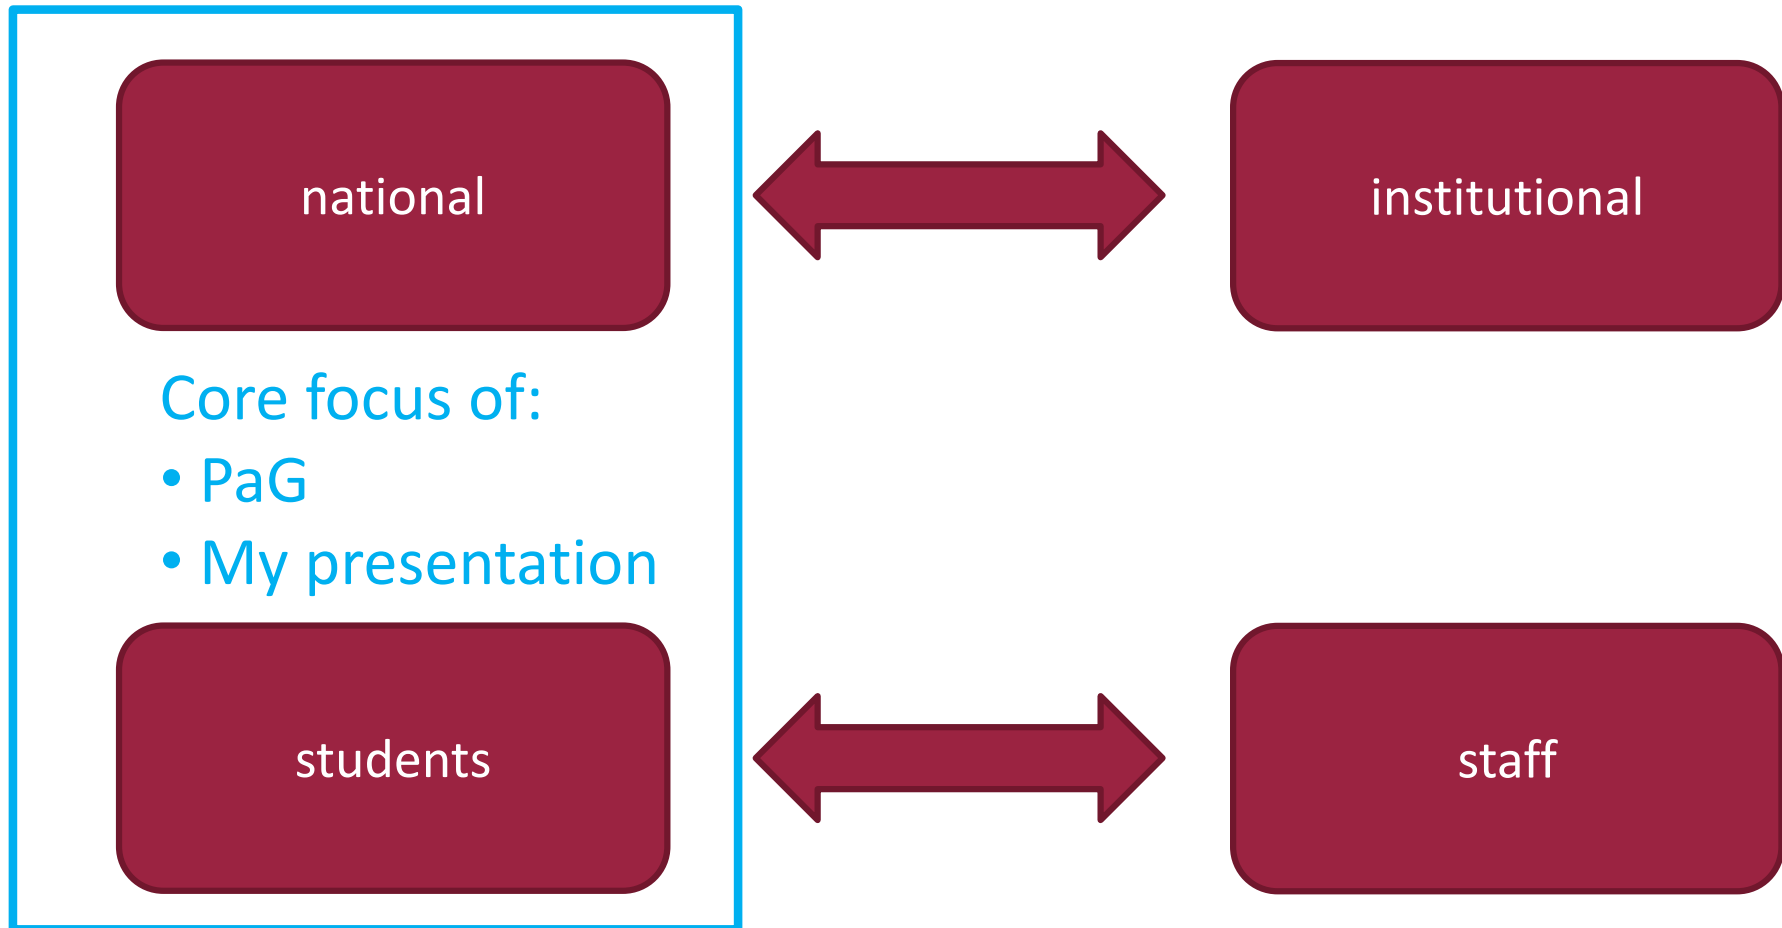 national
institutional
Core focus of:
• PaG
• My presentation
students
staff